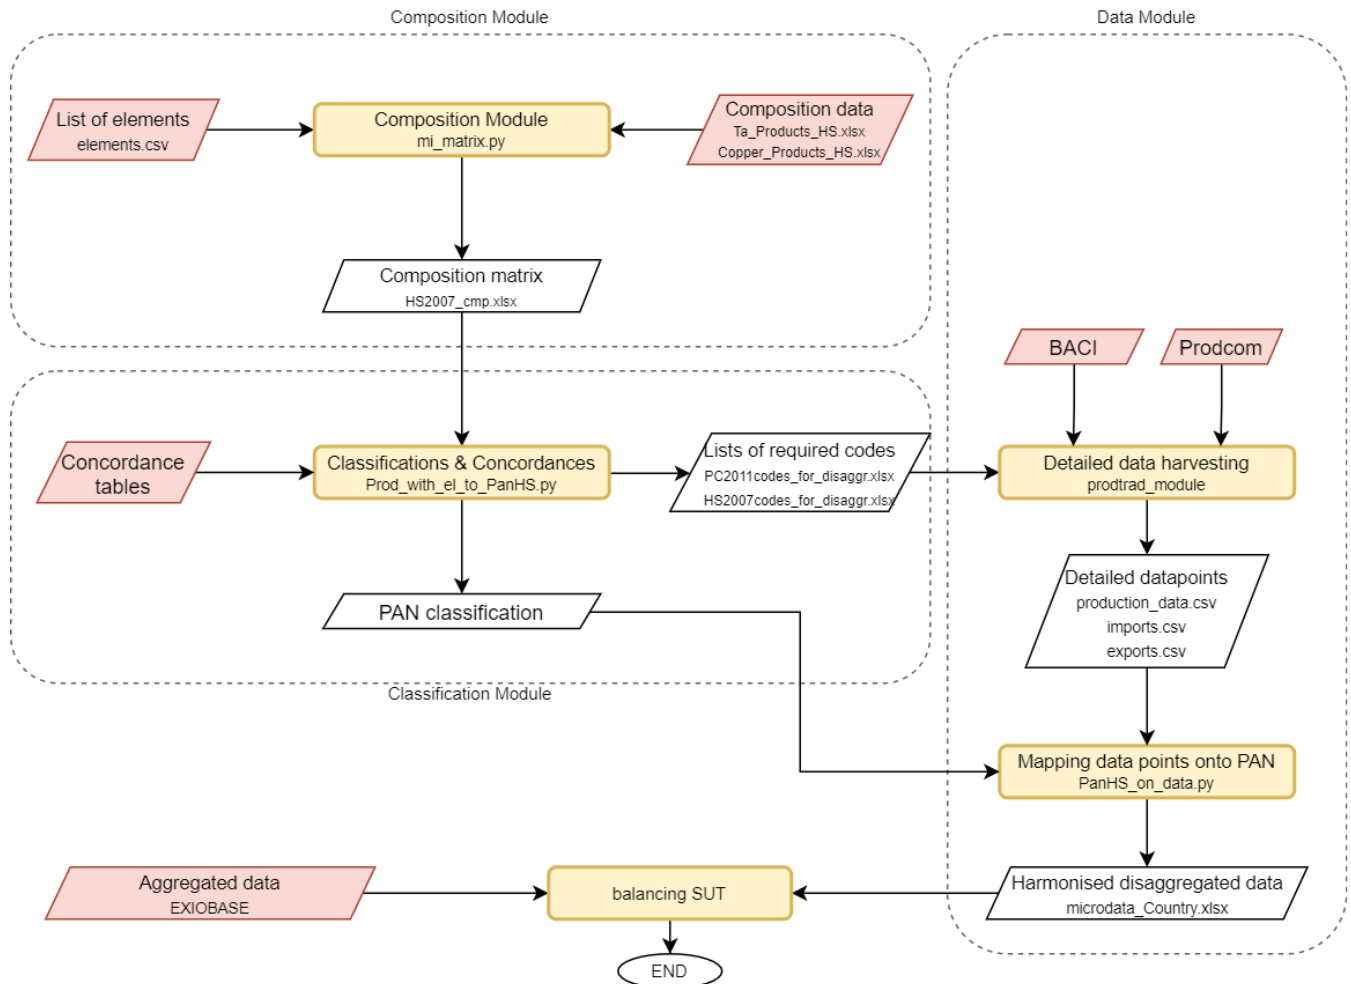 Composition Module
Data Module
List of elements
elements.csv
Composition Module
mi_matrix.py
Composition data
Ta_Products_HS.xlsx
Copper_Products_HS.xlsx
Composition matrix
HS2007_cmp.xlsx
BACI
Prodcom
Concordance
tables
Classifications & Concordances
Prod_with_el_to_PanHS.py
Lists of required codes
PC2011codes_for_disaggr.xlsx
HS2007codes_for_disaggr.xlsx
Detailed data harvesting
prodtrad_module
PAN classification
Detailed datapoints
production_data.csv
imports.csv
exports.csv
Classification Module
Mapping data points onto PAN
PanHS_on_data.py
Aggregated data
EXIOBASE
balancing SUT
Harmonised disaggregated data
microdata_Country.xlsx
END